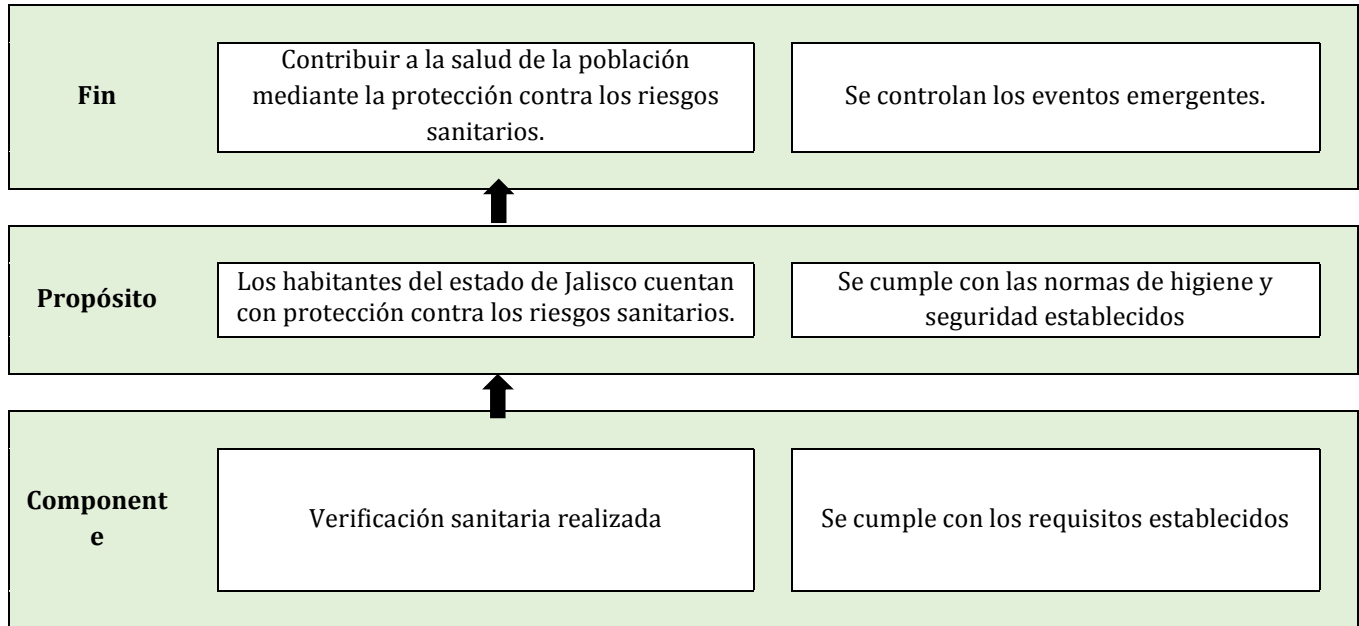 Fin
Contribuir a la salud de la población
mediante la protección contra los riesgos
sanitarios.
Se controlan los eventos emergentes.
Propósito
Los habitantes del estado de Jalisco cuentan
con protección contra los riesgos sanitarios.
Se cumple con las normas de higiene y
seguridad establecidos
Component
e
Verificación sanitaria realizada
Se cumple con los requisitos establecidos